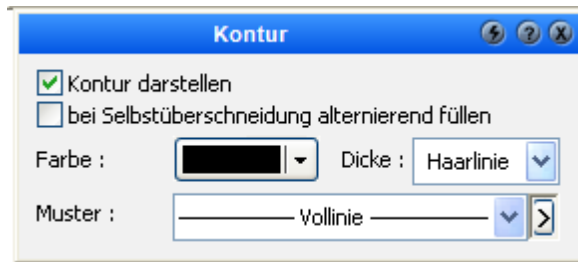 Kontur
Kontur darstellen
bei Selbstüberschneidung alternierend füllen
Farbe : Dicke : Haarlinie
Muster : Vollinie